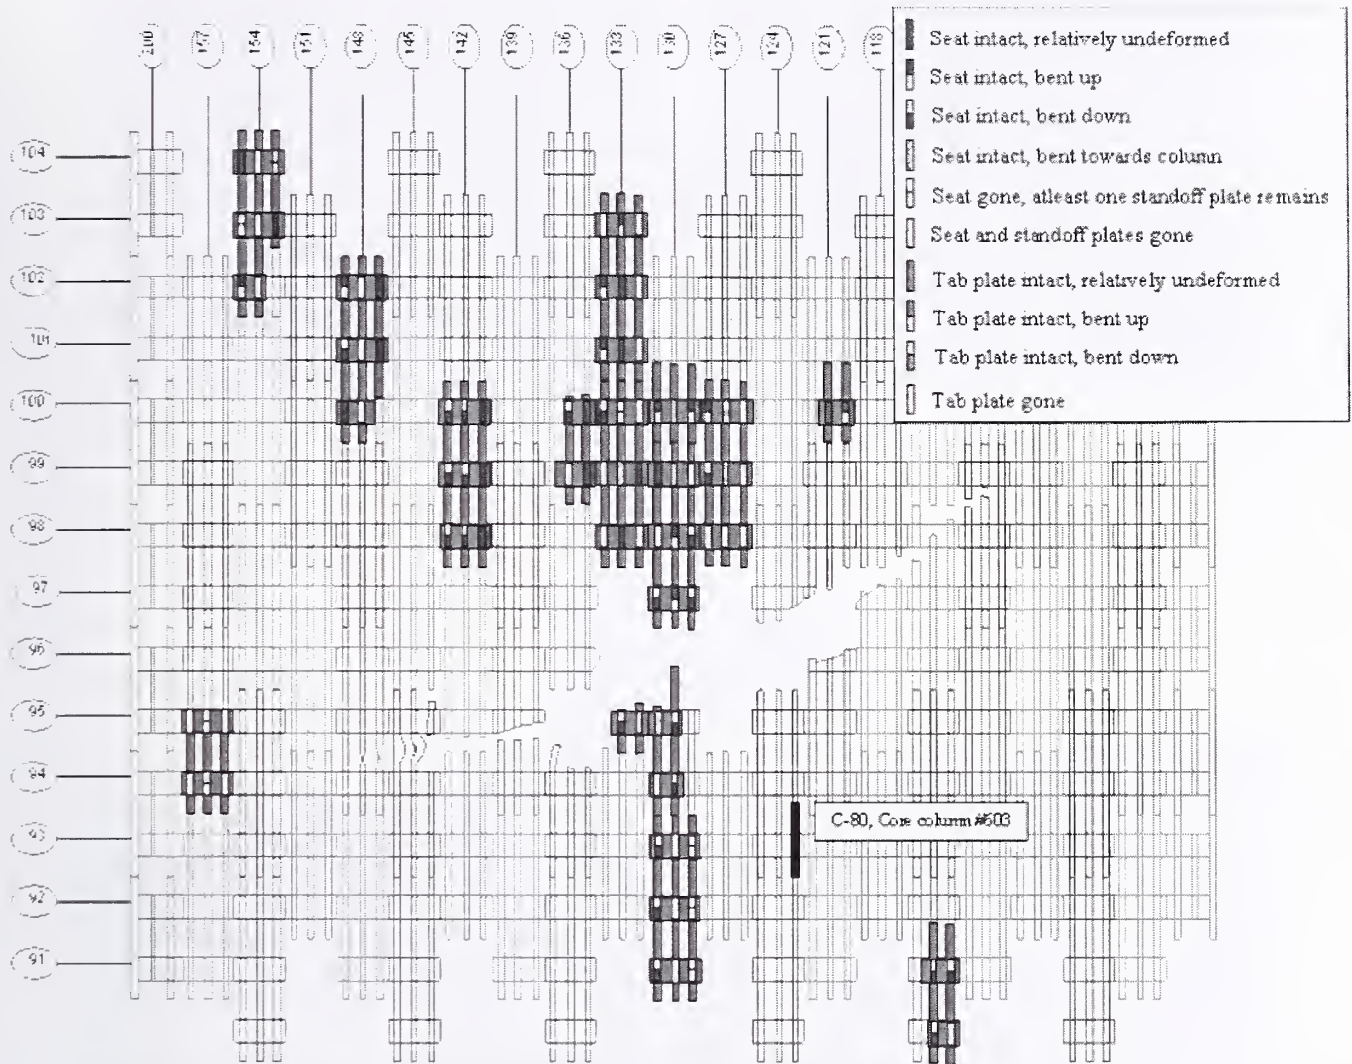 200 157 154 151 148 145 142 139 136 133 130 127 124 121 118
Seat intact, relatively undeformed
Seat intact, bent up
Seat intact, bent down
Seat intact, bent towards column
Seat gone, atleast one standoff plate remains
Seat and standoff plates gone
Tab plate intact, relatively undeformed
Tab plate intact, bent up
Tab plate intact, bent down
Tab plate gone
104
103
102
101
100
99
98
97
96
95
94
93
92
91
C-80, Core column #603